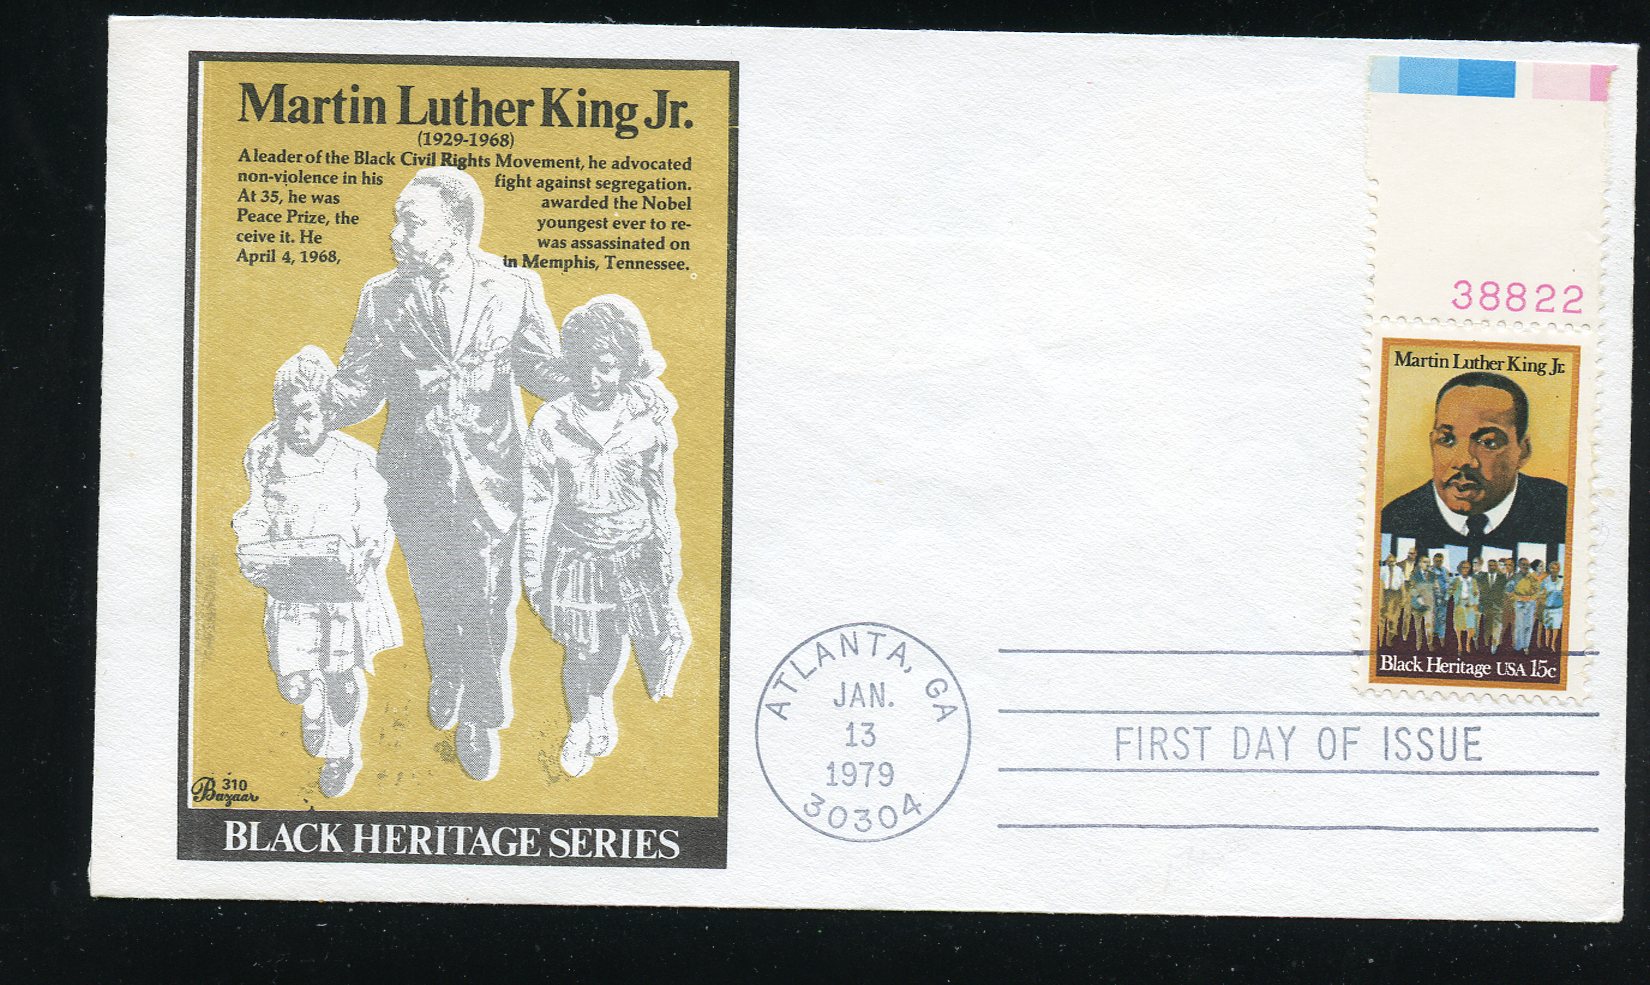 Martin Luther King Jr.
(1929-1968)
A leader of the Black Civil Rights Movement, he advocated
non-violence in his fight against segregation.
At 35, he was awarded the Nobel
Peace Prize, the youngest ever to re-
ceive it. He was assassinated on
April 4, 1968, in Memphis, Tennessee.
310
Bazaar
BLACK HERITAGE SERIES
38822
Martin Luther King Jr.
Black Heritage USA 15c
ATLANTA, GA
JAN.
13
1979
30304
FIRST DAY OF ISSUE